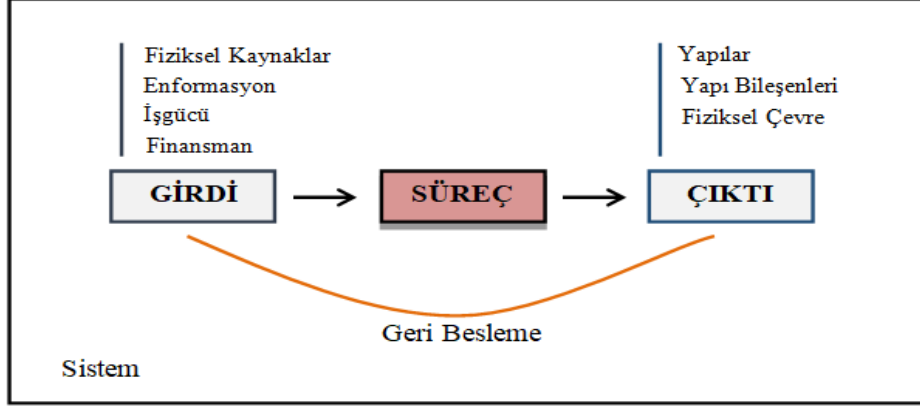 Fiziksel Kaynaklar
Enformasyon
İşgücü
Finansman
Yapılar
Yapı Bileşenleri
Fiziksel Çevre
GİRDİ
SÜREÇ
ÇIKTI
Geri Besleme
Sistem